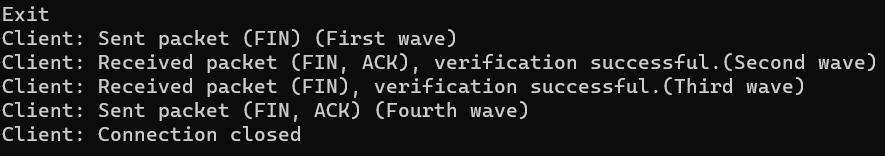 Exit
Client: Sent packet (FIN) (First wave)
Client: Received packet (FIN, ACK), verification successful.(Second wave)
Client: Received packet (FIN), verification successful.(Third wave)
Client: Sent packet (FIN, ACK) (Fourth wave)
Client: Connection closed